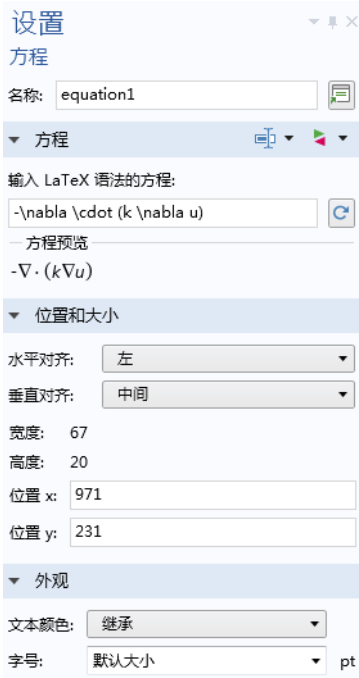 设置
方程
名称: equation1
方程
输入 LaTeX 语法的方程:
-\nabla \cdot (k \nabla u)
方程预览
-∇·(k∇u)
位置和大小
水平对齐: 左
垂直对齐: 中间
宽度: 67
高度: 20
位置 x: 971
位置 y: 231
外观
文本颜色: 继承
字号: 默认大小 pt